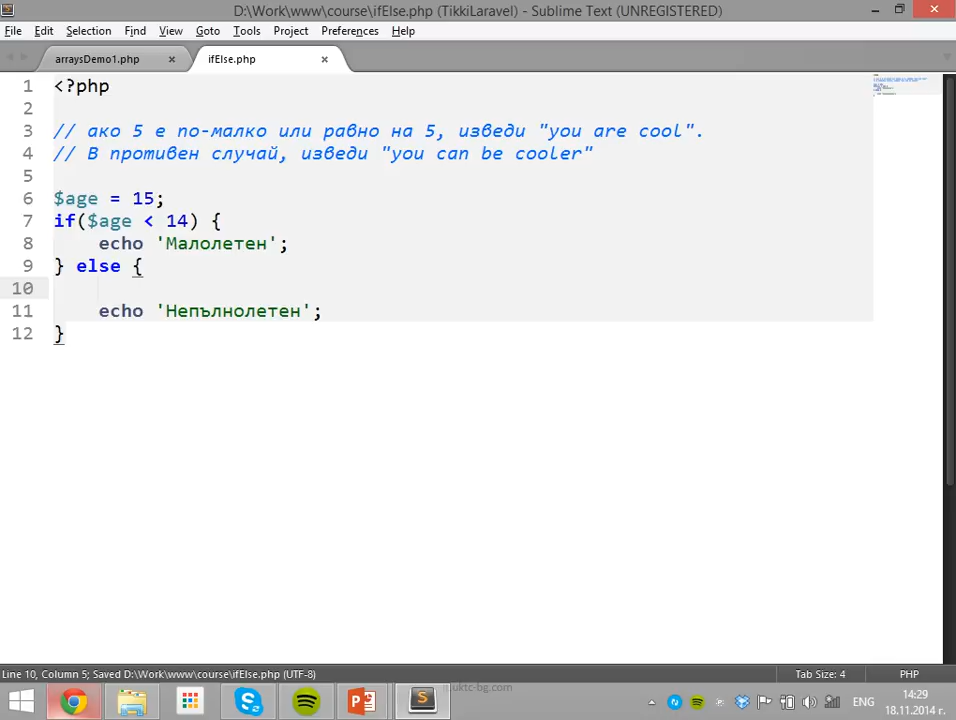 D:\Work\www\course\ifElse.php (TikkiLaravel) - Sublime Text (UNREGISTERED)
File Edit Selection Find View Goto Tools Project Preferences Help
arraysDemo1.php ifElse.php
1 <?php
2
3 // ако 5 е по-малко или равно на 5, изведи "you are cool".
4 // В противен случай, изведи "you can be cooler"
5
6 $age = 15;
7 if($age < 14) {
8 echo 'Малолетен';
9 } else {
10
11 echo 'Непълнолетен';
12 }
Line 10, Column 5; Saved D:\Work\www\course\ifElse.php (UTF-8) Tab Size: 4 PHP
uktc-bg.com
ENG 14:29
18.11.2014 г.